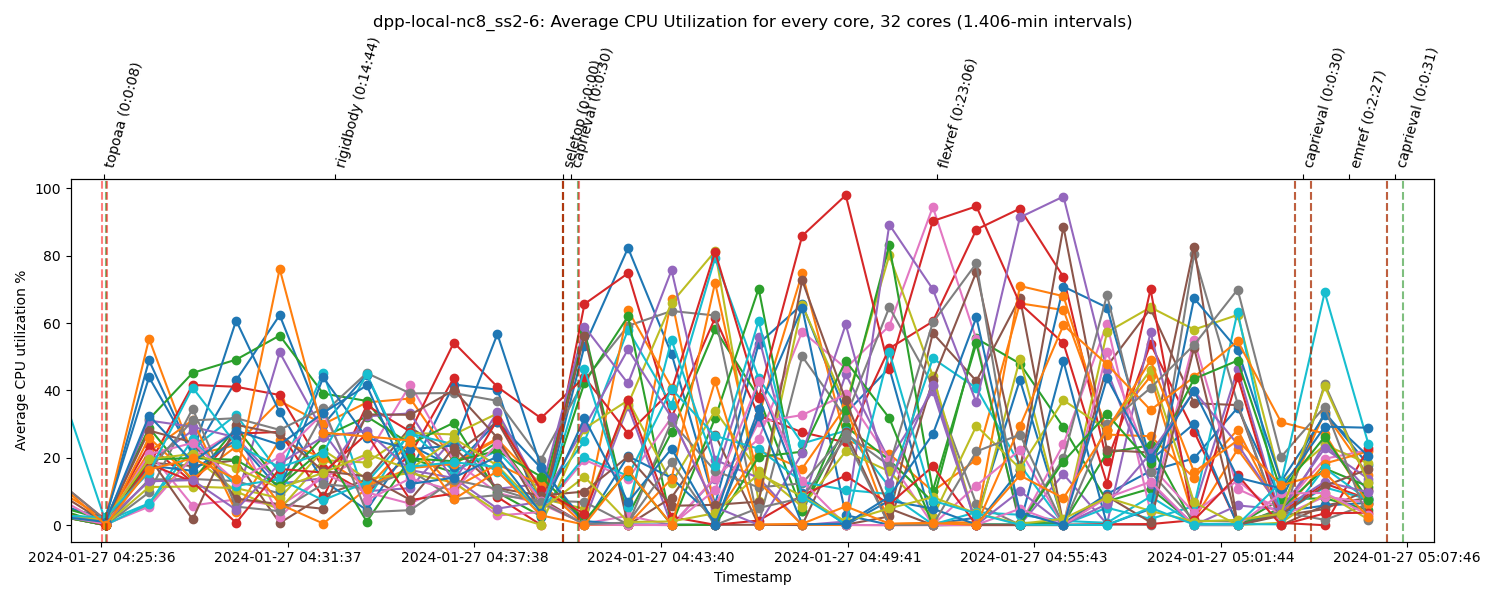 dpp-local-nc8_ss2-6: Average CPU Utilization for every core, 32 cores (1.406-min intervals)
topoaa (0:0:08)
rigidbody (0:14:44)
seletop (0:0:00)
caprieval (0:0:30)
flexref (0:23:06)
caprieval (0:0:30)
emref (0:2:27)
caprieval (0:0:31)
Average CPU utilization %
100
80
60
40
20
0
2024-01-27 04:25:36
2024-01-27 04:31:37
2024-01-27 04:37:38
2024-01-27 04:43:40
2024-01-27 04:49:41
2024-01-27 04:55:43
2024-01-27 05:01:44
2024-01-27 05:07:46
Timestamp